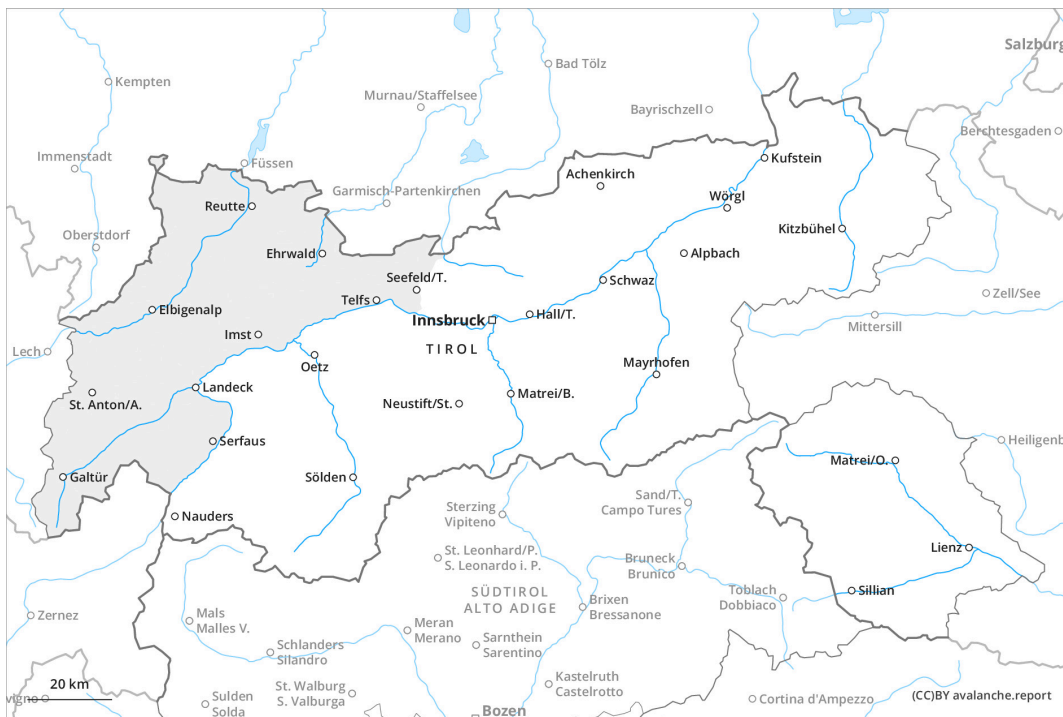 Salzburg
Kempten
Bad Tölz
Murnau/Staffelsee
Bayrischzell
Berchtesgaden
Immenstadt
Füssen
Kufstein
Achenkirch
Garmisch-Partenkirchen
Reutte
Wörgl
Oberstdorf
Kitzbühel
Ehrwald
Alpbach
Seefeld/T.
Schwaz
Zell/See
Telfs
Elbigenalp
Innsbruck
Hall/T.
Mittersill
Imst
TIROL
Lech
Oetz
Mayrhofen
Landeck
St. Anton/A.
Neustift/St.
Matrei/B.
Serfaus
Heiligenb
Matrei/O.
Galtür
Sölden
Sand/T.
Campo Tures
Sterzing
Vipiteno
Nauders
Lienz
St. Leonhard/P.
S. Leonardo i. P.
Bruneck
Brunico
SÜDTIROL
ALTO ADIGE
Toblach
Dobbiaco
Sillian
Brixen
Bressanone
Zernez
Mals
Malles V.
Meran
Merano
Sarnthein
Sarentino
Schlanders
Silandro
Kastelruth
Castelrotto
20 km
St. Walburg
S. Valburga
vigno
Sulden
Solda
Cortina d'Ampezzo
(CC)BY avalanche.report
Bozen